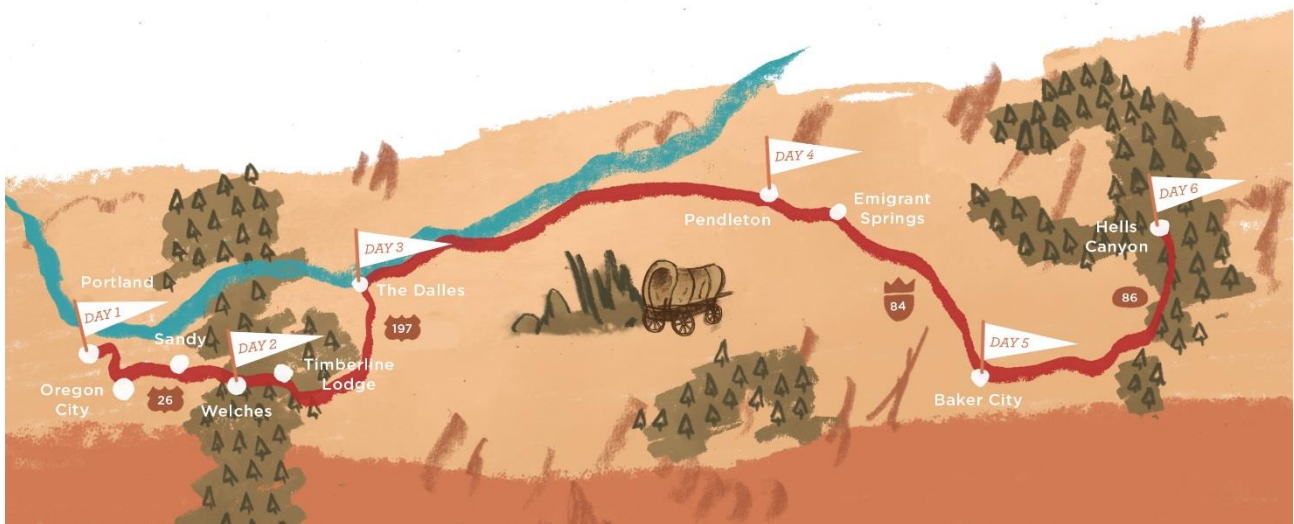 Portland
DAY 1
Oregon
City
26
Sandy
DAY 2
Welches
Timberline
Lodge
197
DAY 3
The Dalles
DAY 4
Pendleton
Emigrant
Springs
84
DAY 5
Baker City
86
DAY 6
Hells
Canyon